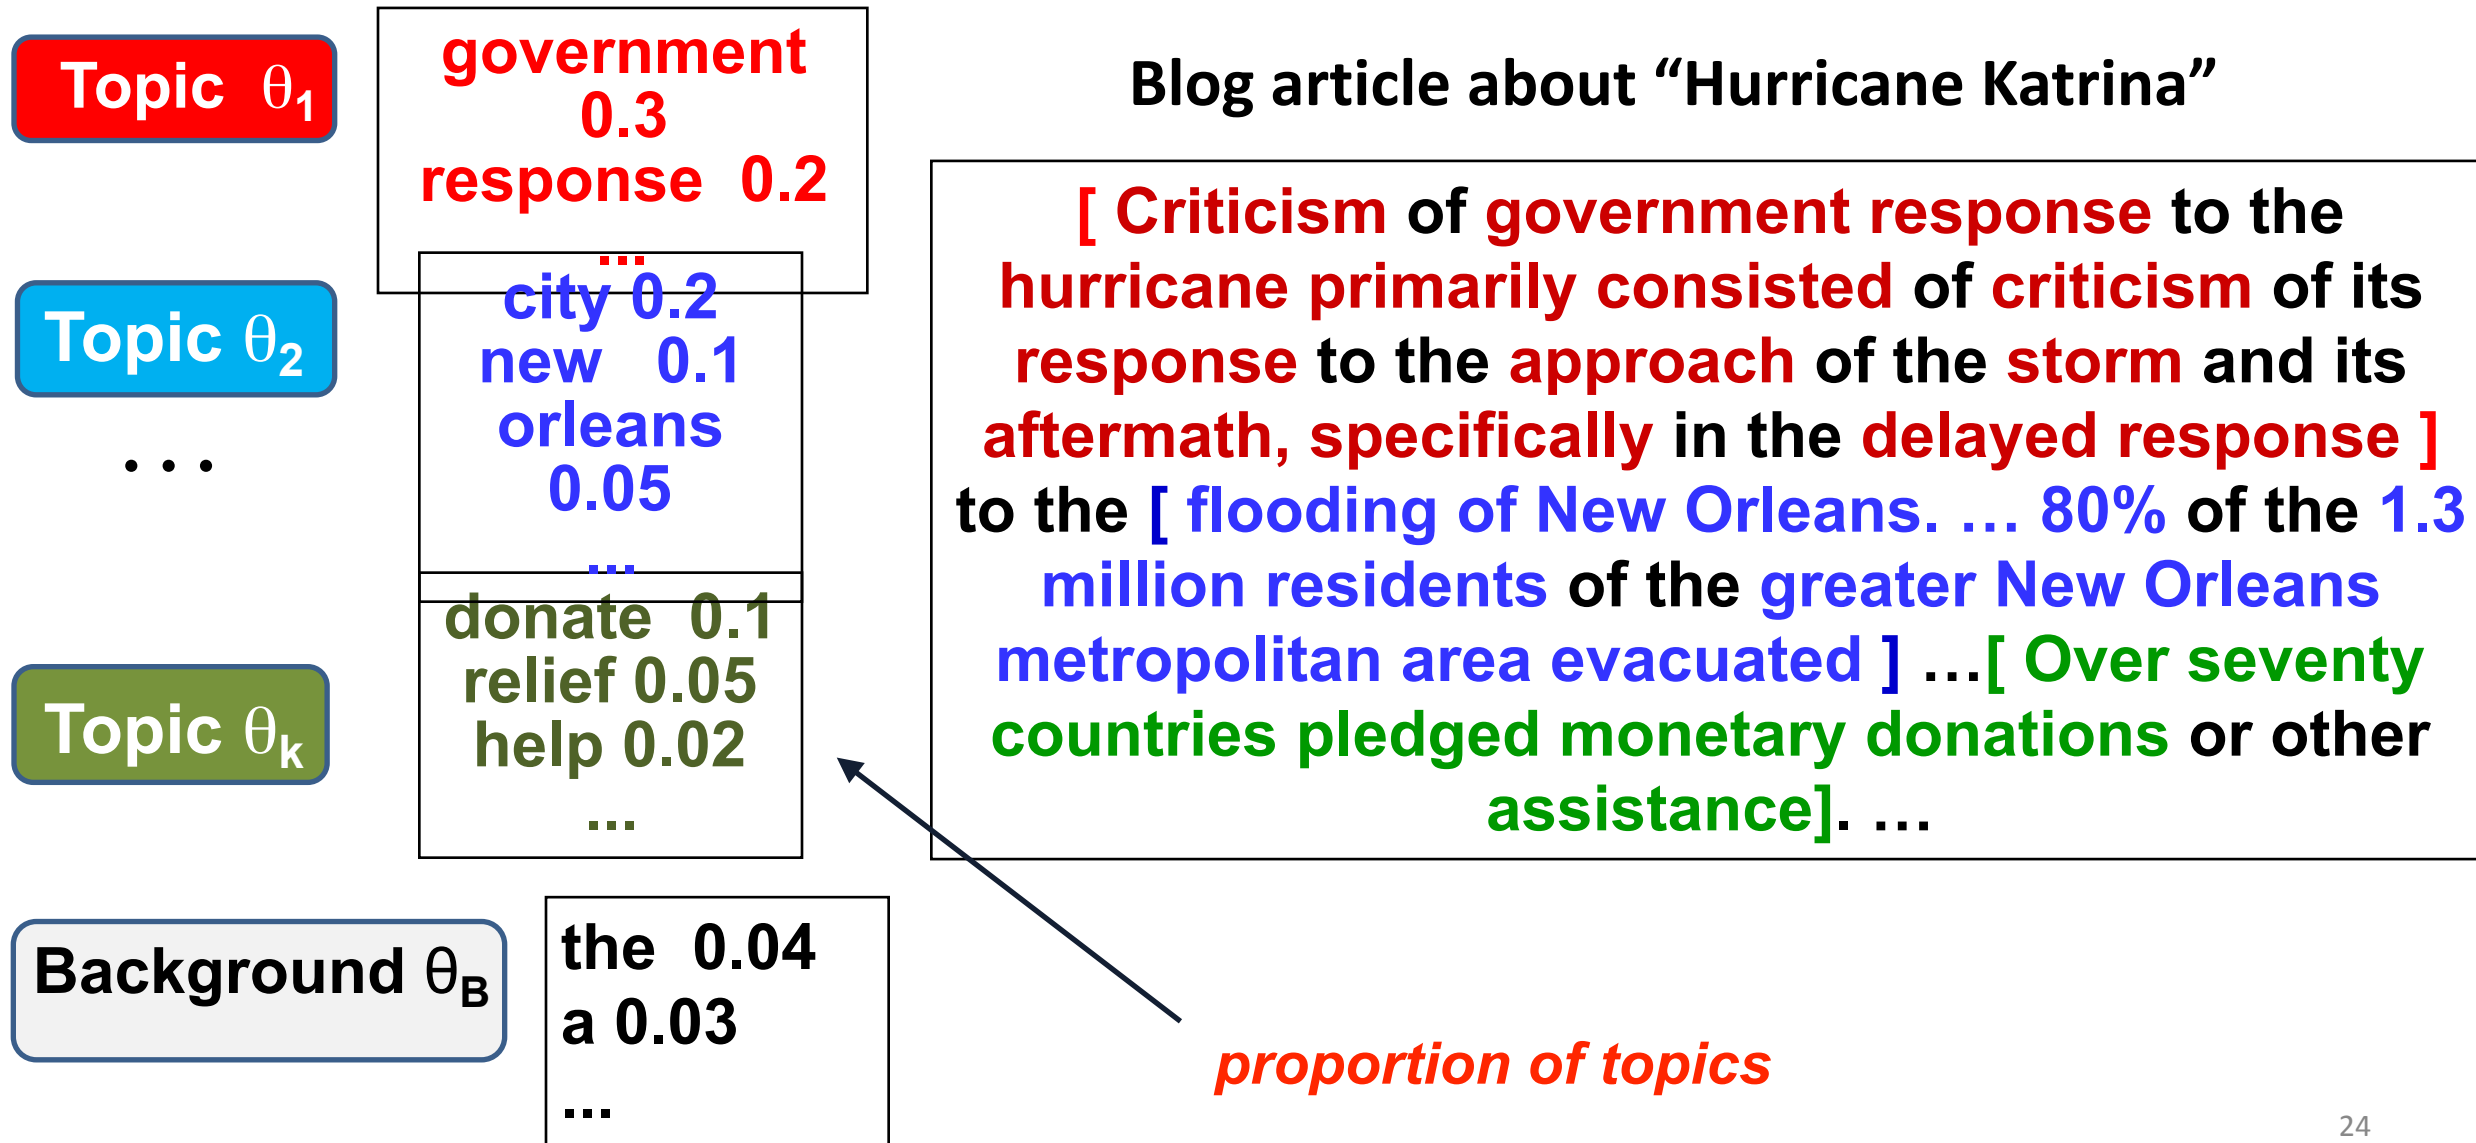 Topic θ1
government
0.3
response 0.2
...
Topic θ2
city 0.2
new 0.1
orleans
0.05
...
. . .
Topic θk
donate 0.1
relief 0.05
help 0.02
...
Background θB
the 0.04
a 0.03
...
Blog article about “Hurricane Katrina”
[ Criticism of government response to the
hurricane primarily consisted of criticism of its
response to the approach of the storm and its
aftermath, specifically in the delayed response ]
to the [ flooding of New Orleans. … 80% of the 1.3
million residents of the greater New Orleans
metropolitan area evacuated ] …[ Over seventy
countries pledged monetary donations or other
assistance]. …
proportion of topics
24